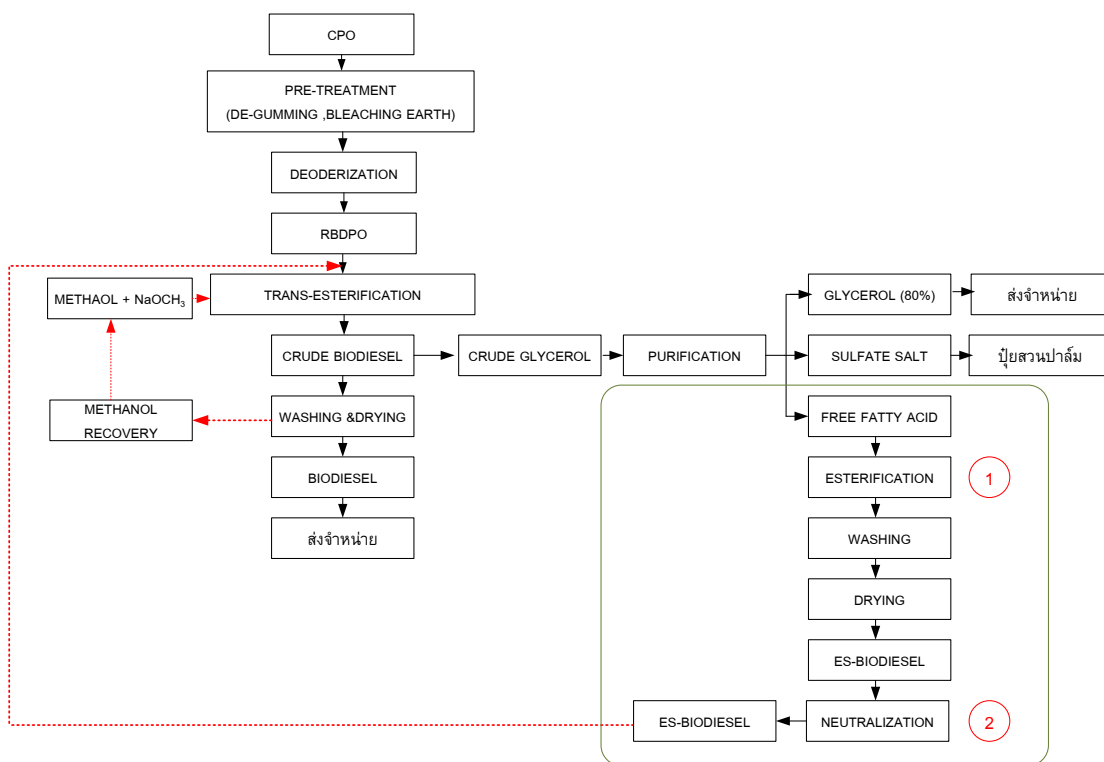 CPO
PRE-TREATMENT
(DE-GUMMING ,BLEACHING EARTH)
DEODERIZATION
RBDPO
METHAOL + NaOCH₃
TRANS-ESTERIFICATION
GLYCEROL (80%)
ส่งจำหน่าย
CRUDE BIODIESEL
CRUDE GLYCEROL
PURIFICATION
SULFATE SALT
ปุ๋ยสวนปาล์ม
METHANOL
RECOVERY
WASHING &DRYING
FREE FATTY ACID
BIODIESEL
ESTERIFICATION
1
ส่งจำหน่าย
WASHING
DRYING
ES-BIODIESEL
ES-BIODIESEL
NEUTRALIZATION
2